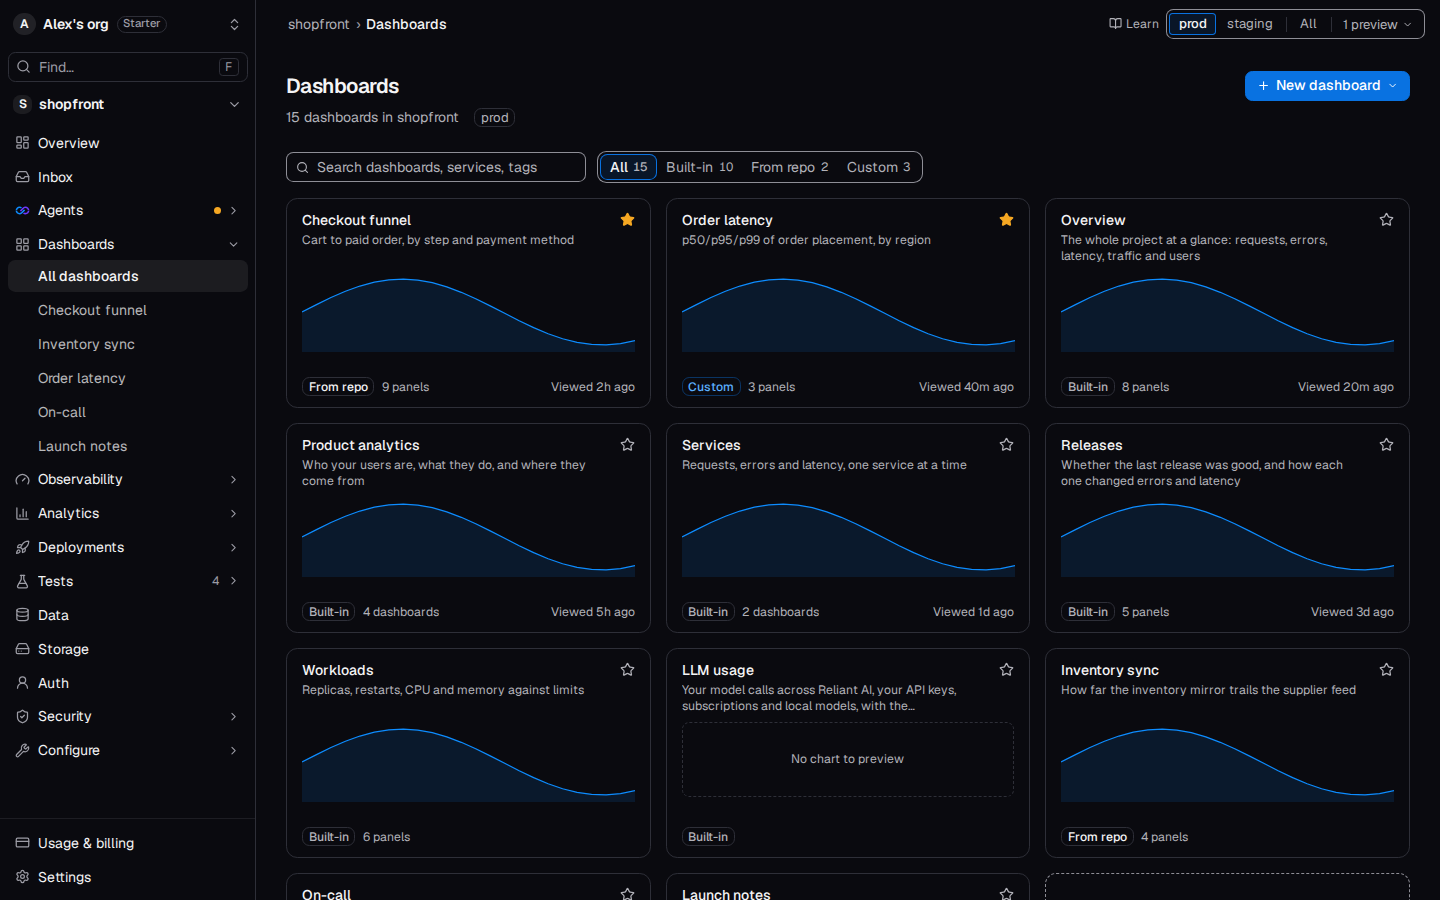 A Alex's org Starter
Find... F
S shopfront
Overview
Inbox
Agents
Dashboards
All dashboards
Checkout funnel
Inventory sync
Order latency
On-call
Launch notes
Observability
Analytics
Deployments
Tests 4
Data
Storage
Auth
Security
Configure
Usage & billing
Settings
shopfront › Dashboards
Learn prod staging All 1 preview
Dashboards
New dashboard
15 dashboards in shopfront prod
Search dashboards, services, tags
All 15 Built-in 10 From repo 2 Custom 3
Checkout funnel
Cart to paid order, by step and payment method
From repo 9 panels Viewed 2h ago
Order latency
p50/p95/p99 of order placement, by region
Custom 3 panels Viewed 40m ago
Overview
The whole project at a glance: requests, errors,
latency, traffic and users
Built-in 8 panels Viewed 20m ago
Product analytics
Who your users are, what they do, and where they
come from
Built-in 4 dashboards Viewed 5h ago
Services
Requests, errors and latency, one service at a time
Built-in 2 dashboards Viewed 1d ago
Releases
Whether the last release was good, and how each
one changed errors and latency
Built-in 5 panels Viewed 3d ago
Workloads
Replicas, restarts, CPU and memory against limits
Built-in 6 panels
LLM usage
Your model calls across Reliant AI, your API keys,
subscriptions and local models, with the...
No chart to preview
Built-in
Inventory sync
How far the inventory mirror trails the supplier feed
From repo 4 panels
On-call
Launch notes